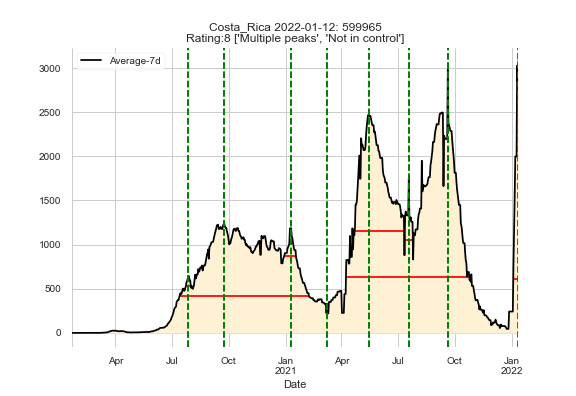 Costa_Rica 2022-01-12: 599965
Rating:8 ['Multiple peaks', 'Not in control']
Average-7d
3000
2500
2000
1500
1000
500
0
Apr
Jul
Oct
Jan
2021
Apr
Jul
Oct
Jan
2022
Date